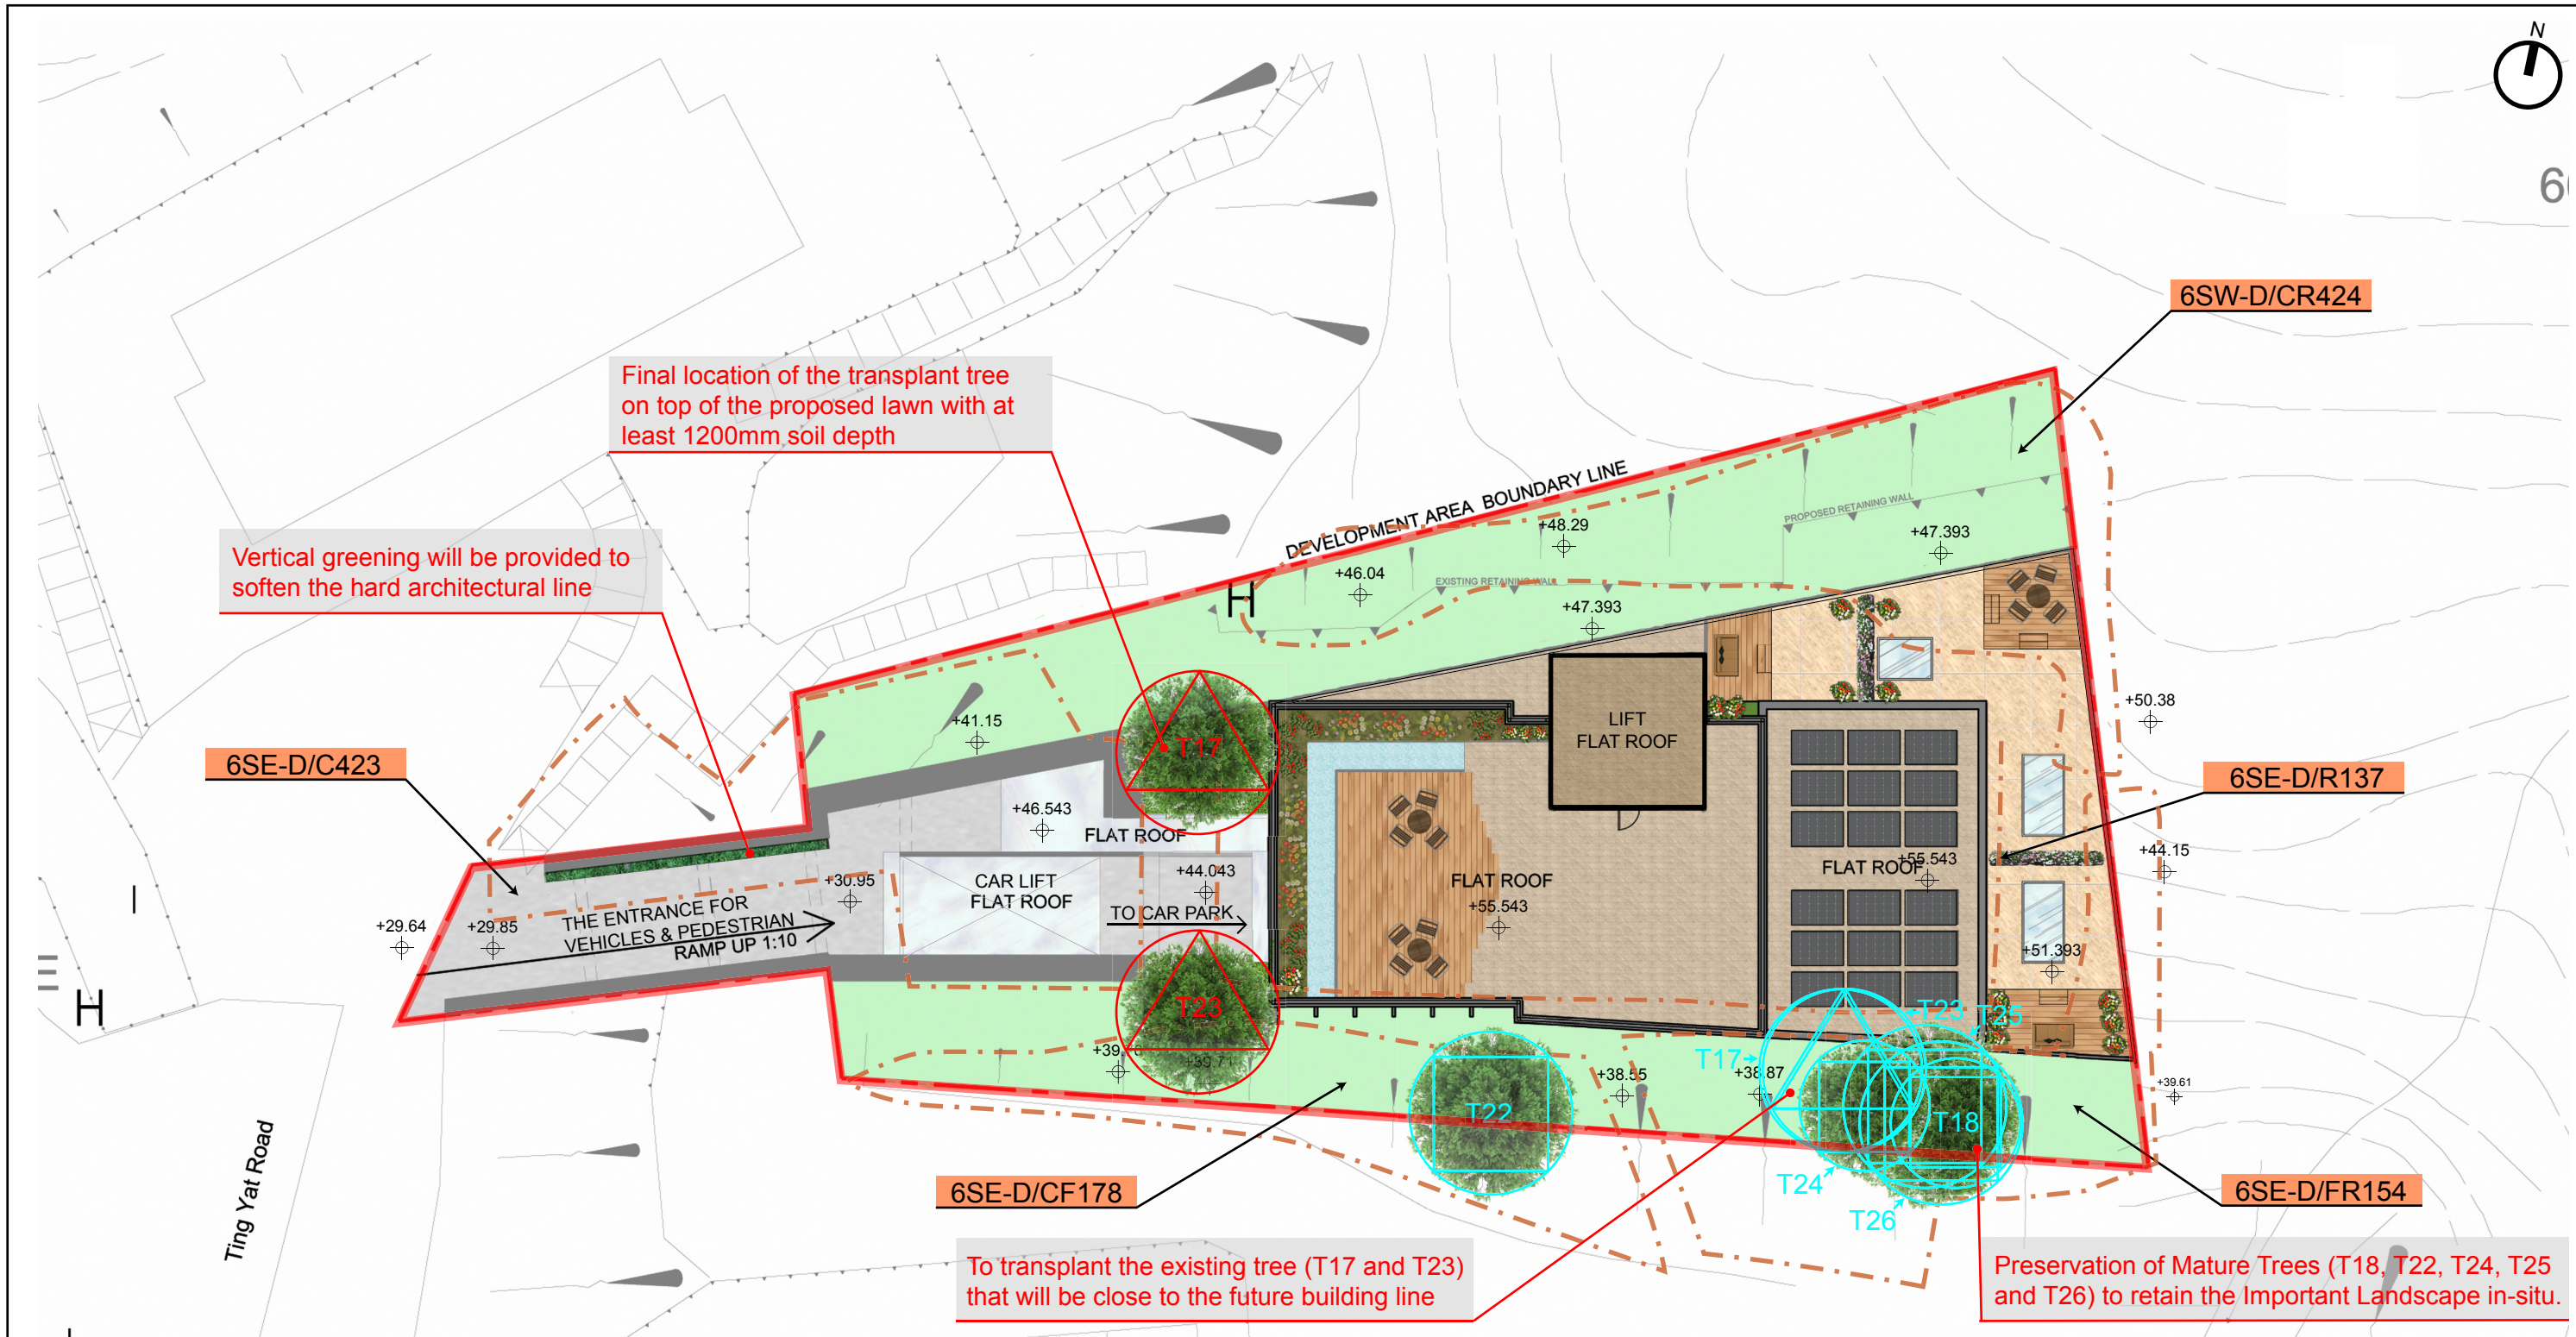 N
6
6SW-D/CR424
Final location of the transplant tree
on top of the proposed lawn with at
least 1200mm soil depth
DEVELOPMENT AREA BOUNDARY LINE
PROPOSED RETAINING WALL
+48.29
+47.393
Vertical greening will be provided to
soften the hard architectural line
+46.04
EXISTING RETAINING WALL
H
+47.393
+50.38
+41.15
T17
LIFT
FLAT ROOF
6SE-D/C423
6SE-D/R137
+46.543
FLAT ROOF
+44.15
+44.043
CAR LIFT
FLAT ROOF
FLAT ROOF
+55.543
FLAT ROOF
+55.543
+30.95
TO CAR PARK
THE ENTRANCE FOR
VEHICLES & PEDESTRIAN
RAMP UP 1:10
+29.64
+29.85
+51.393
H
T23
T23
T25
T17
+39.
+39.71
+38.55
+38.87
+39.61
T22
T18
T24
T26
6SE-D/CF178
6SE-D/FR154
Ting Yat Road
To transplant the existing tree (T17 and T23)
that will be close to the future building line
Preservation of Mature Trees (T18, T22, T24, T25
and T26) to retain the Important Landscape in-situ.